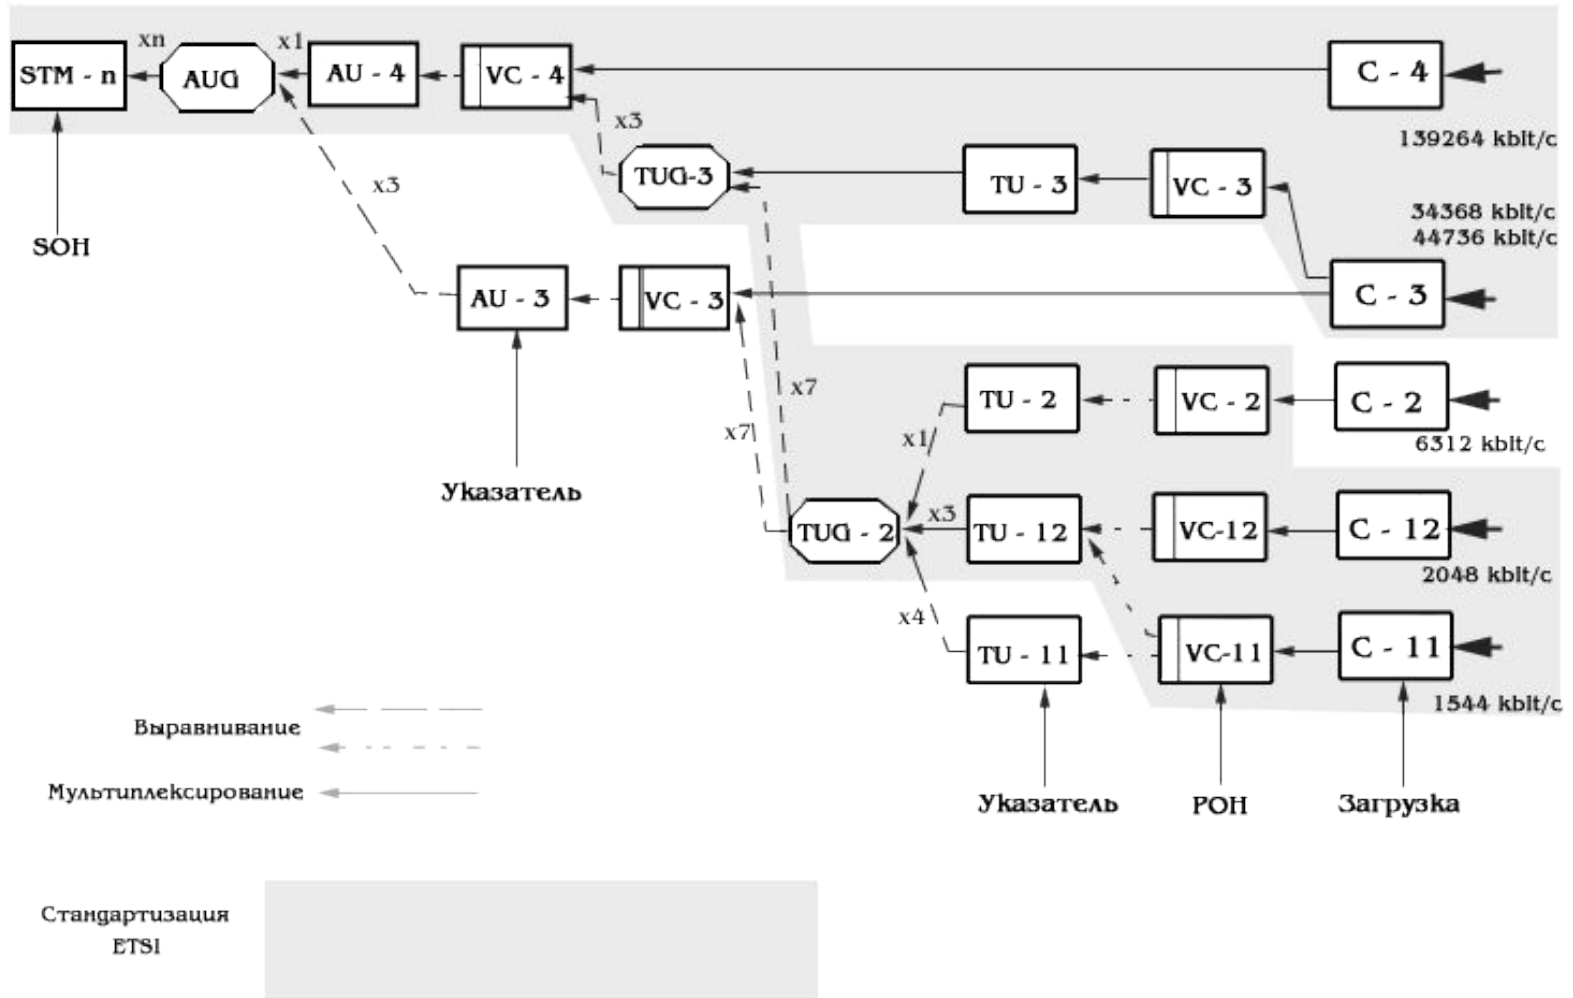 xn
x1
STM - n
AUG
AU - 4
VC - 4
C - 4
x3
139264 kbit/c
TUG-3
TU - 3
VC - 3
x3
34368 kbit/c
44736 kbit/c
SOH
AU - 3
VC - 3
C - 3
x7
TU - 2
VC - 2
C - 2
x7
x1
6312 kbit/c
Указатель
x3
TUG - 2
TU - 12
VC-12
C - 12
2048 kbit/c
x4
TU - 11
VC-11
C - 11
1544 kbit/c
Выравнивание
Мультиплексирование
Указатель
POH
Загрузка
Стандартизация
ETSI